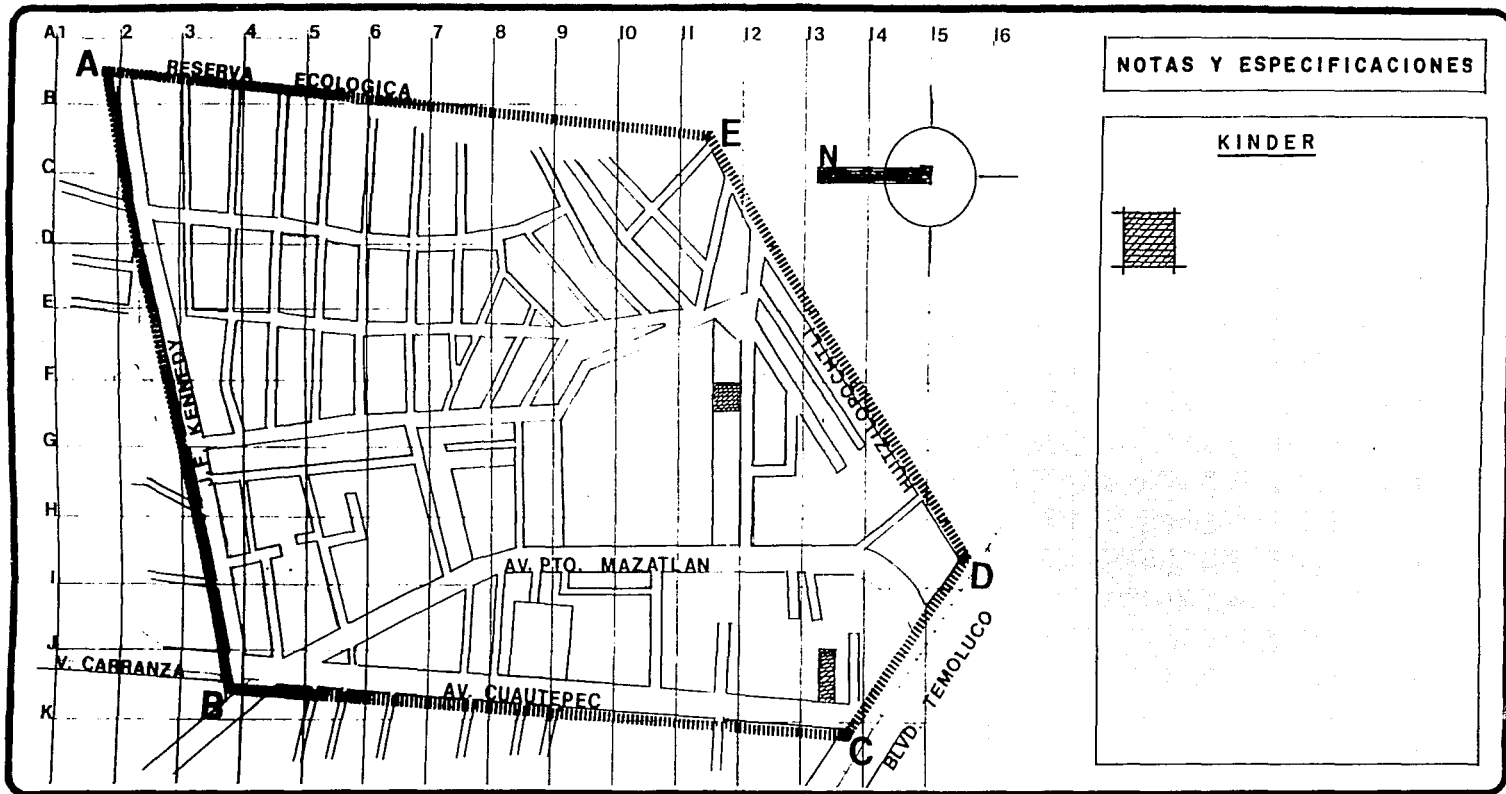 A1 2 3 4 5 6 7 8 9 10 11 12 13 14 15 16
A
RESERVA ECOLOGICA
B
E
C
N
D
E
J.F. KENNEDY
F
HUITZILOPOCHTLI
G
H
AV. PTO. MAZATLAN
I
D
J
V. CARRANZA
B
AV. CUAUTEPEC
K
C
BLVD. TEMOLUCO
NOTAS Y ESPECIFICACIONES
KINDER